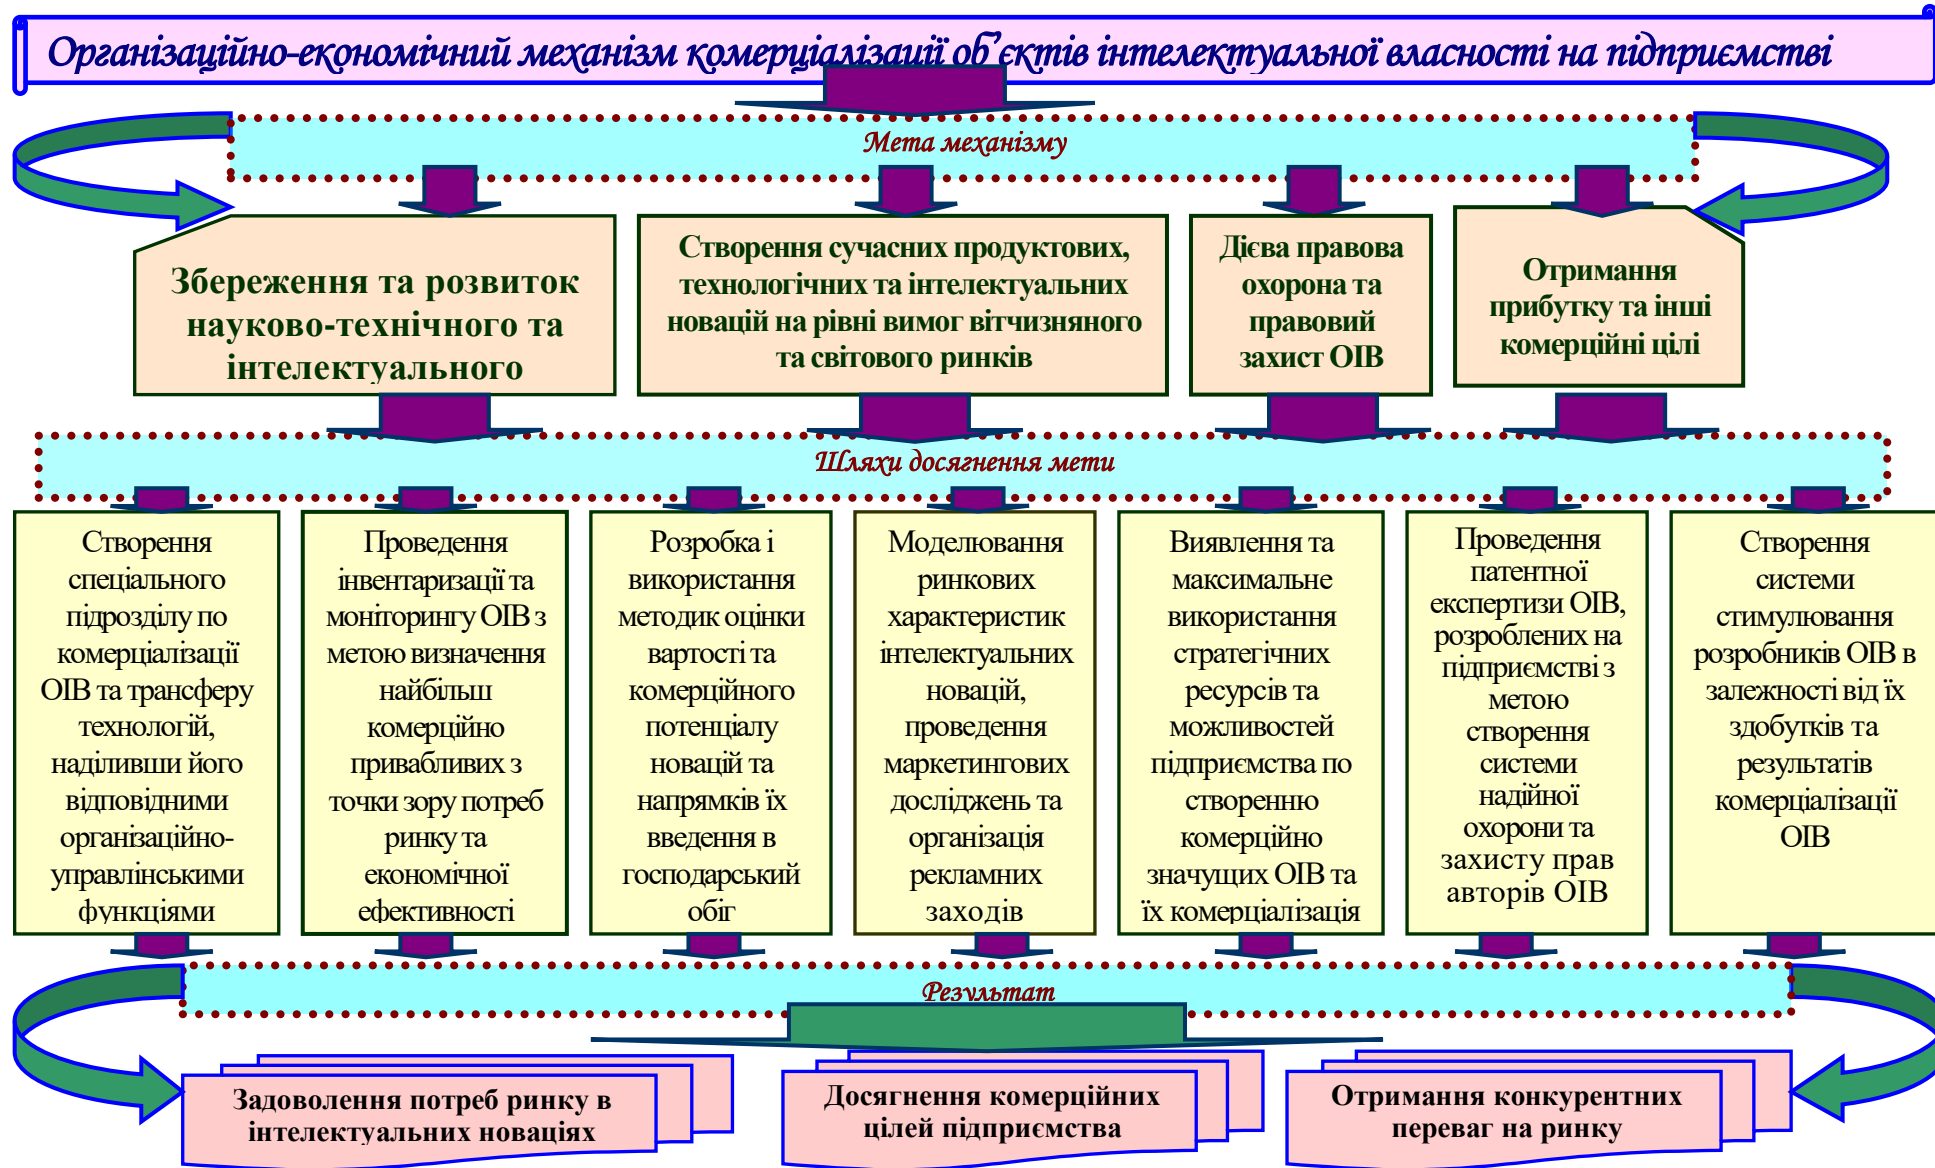 Організаційно-економічний механізм комерціалізації об'єктів інтелектуальної власності на підприємстві
Мета механізму
Збереження та розвиток
науково-технічного та
інтелектуального
Створення сучасних продуктових,
технологічних та інтелектуальних
новацій на рівні вимог вітчизняного
та світового ринків
Дієва правова
охорона та
правовий
захист ОІВ
Отримання
прибутку та інші
комерційні цілі
Шляхи досягнення мети
Створення
спеціального
підрозділу по
комерціалізації
ОІВ та трансферу
технологій,
наділивши його
відповідними
організаційно-
управлінськими
функціями
Проведення
інвентаризації та
моніторингу ОІВ з
метою визначення
найбільш
комерційно
привабливих з
точки зору потреб
ринку та
економічної
ефективності
Розробка і
використання
методик оцінки
вартості та
комерційного
потенціалу
новацій та
напрямків їх
введення в
господарський
обіг
Моделювання
ринкових
характеристик
інтелектуальних
новацій,
проведення
маркетингових
досліджень та
організація
рекламних
заходів
Виявлення та
максимальне
використання
стратегічних
ресурсів та
можливостей
підприємства по
створенню
комерційно
значущих ОІВ та
їх комерціалізація
Проведення
патентної
експертизи ОІВ,
розроблених на
підприємстві з
метою
створення
системи
надійної
охорони та
захисту прав
авторів ОІВ
Створення
системи
стимулювання
розробників ОІВ в
залежності від їх
здобутків та
результатів
комерціалізації
ОІВ
Результат
Задоволення потреб ринку в
інтелектуальних новаціях
Досягнення комерційних
цілей підприємства
Отримання конкурентних
переваг на ринку